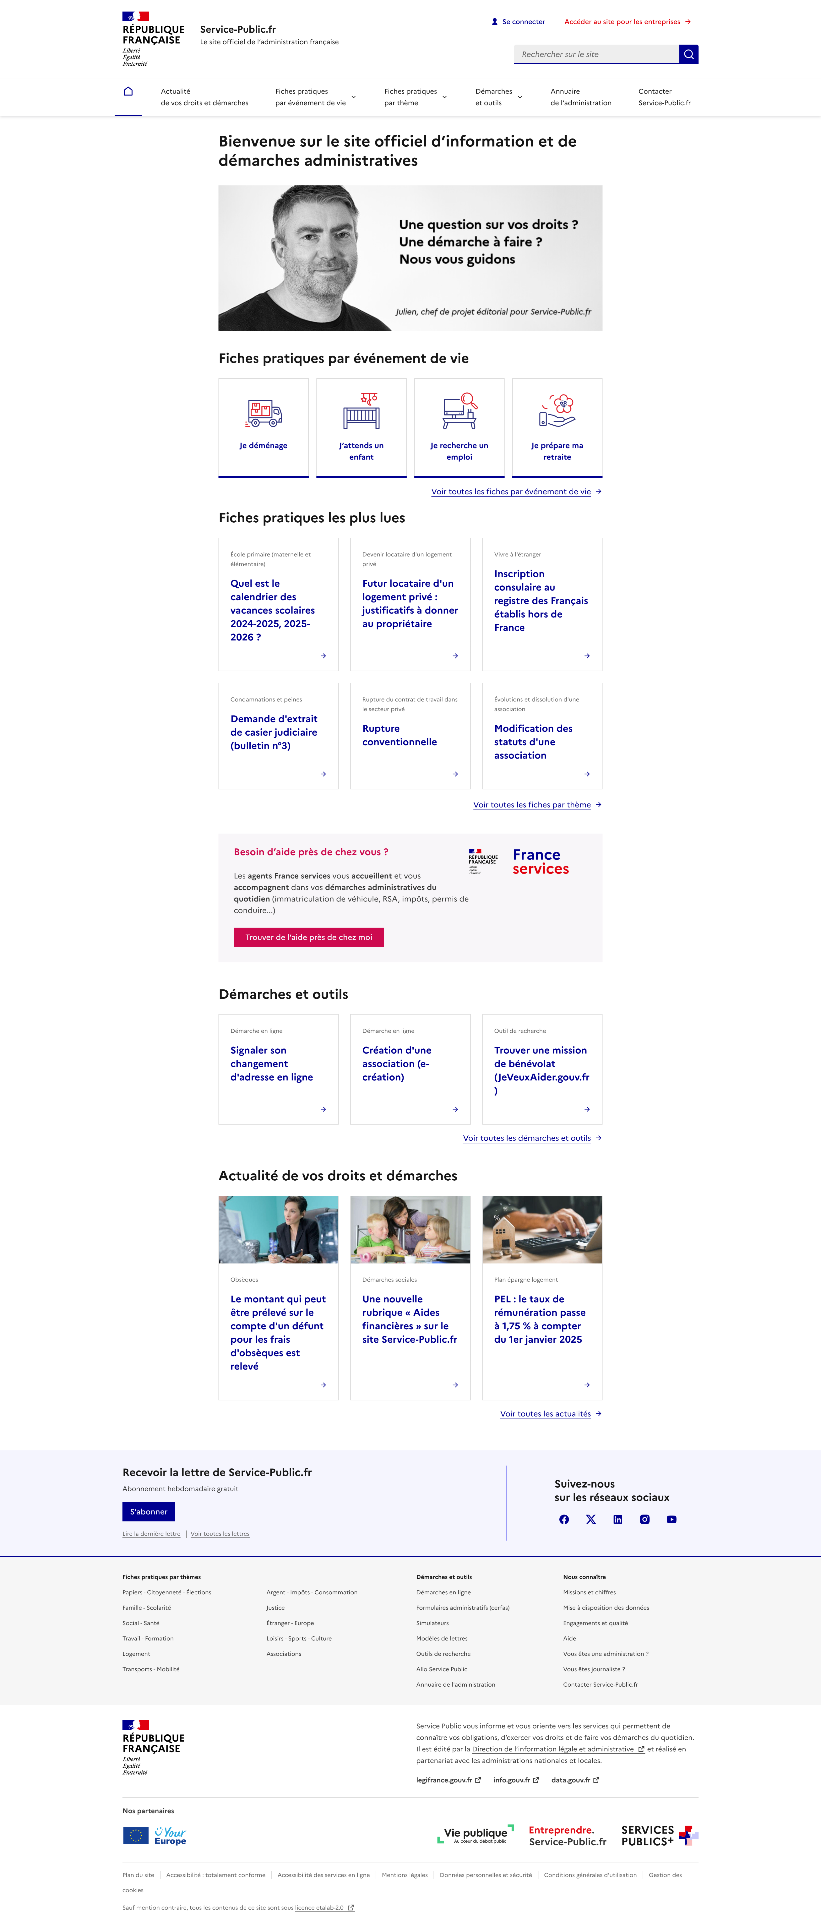 RÉPUBLIQUE
FRANÇAISE
Liberté
Égalité
Fraternité
Service-Public.fr
Le site officiel de l'administration française
Se connecter
Accéder au site pour les entreprises
Rechercher sur le site
Actualité
de vos droits et démarches
Fiches pratiques
par événement de vie
Fiches pratiques
par thème
Démarches
et outils
Annuaire
de l'administration
Contacter
Service-Public.fr
Bienvenue sur le site officiel d’information et de
démarches administratives
Une question sur vos droits ?
Une démarche à faire ?
Nous vous guidons
Julien, chef de projet éditorial pour Service-Public.fr
Fiches pratiques par événement de vie
Je déménage
J’attends un
enfant
Je recherche un
emploi
Je prépare ma
retraite
Voir toutes les fiches par événement de vie
Fiches pratiques les plus lues
École primaire (maternelle et
élémentaire)
Quel est le
calendrier des
vacances scolaires
2024-2025, 2025-
2026 ?
Devenir locataire d'un logement
privé
Futur locataire d'un
logement privé :
justificatifs à donner
au propriétaire
Vivre à l'étranger
Inscription
consulaire au
registre des Français
établis hors de
France
Condamnations et peines
Demande d'extrait
de casier judiciaire
(bulletin n°3)
Rupture du contrat de travail dans
le secteur privé
Rupture
conventionnelle
Évolutions et dissolution d'une
association
Modification des
statuts d'une
association
Voir toutes les fiches par thème
Besoin d’aide près de chez vous ?
Les agents France services vous accueillent et vous
accompagnent dans vos démarches administratives du
quotidien (immatriculation de véhicule, RSA, impôts, permis de
conduire...)
Trouver de l'aide près de chez moi
RÉPUBLIQUE
FRANÇAISE
France
services
Démarches et outils
Démarche en ligne
Signaler son
changement
d'adresse en ligne
Démarche en ligne
Création d'une
association (e-
création)
Outil de recherche
Trouver une mission
de bénévolat
(JeVeuxAider.gouv.fr
)
Voir toutes les démarches et outils
Actualité de vos droits et démarches
Obsèques
Le montant qui peut
être prélevé sur le
compte d'un défunt
pour les frais
d'obsèques est
relevé
Démarches sociales
Une nouvelle
rubrique « Aides
financières » sur le
site Service-Public.fr
Plan épargne logement
PEL : le taux de
rémunération passe
à 1,75 % à compter
du 1er janvier 2025
Voir toutes les actualités
Recevoir la lettre de Service-Public.fr
Abonnement hebdomadaire gratuit
S'abonner
Lire la dernière lettre
Voir toutes les lettres
Suivez-nous
sur les réseaux sociaux
Fiches pratiques par thèmes
Papiers - Citoyenneté - Élections
Famille - Scolarité
Social - Santé
Travail - Formation
Logement
Transports - Mobilité
Argent - Impôts - Consommation
Justice
Étranger - Europe
Loisirs - Sports - Culture
Associations
Démarches et outils
Démarches en ligne
Formulaires administratifs (cerfas)
Simulateurs
Modèles de lettres
Outils de recherche
Allo Service Public
Annuaire de l'administration
Nous connaître
Missions et chiffres
Mise à disposition des données
Engagements et qualité
Aide
Vous êtes une administration ?
Vous êtes journaliste ?
Contacter Service-Public.fr
RÉPUBLIQUE
FRANÇAISE
Liberté
Égalité
Fraternité
Service Public vous informe et vous oriente vers les services qui permettent de
connaître vos obligations, d’exercer vos droits et de faire vos démarches du quotidien.
Il est édité par la Direction de l’information légale et administrative et réalisé en
partenariat avec les administrations nationales et locales.
legifrance.gouv.fr
info.gouv.fr
data.gouv.fr
Nos partenaires
Your
Europe
Vie publique
Au cœur du débat public
Entreprendre.
Service-Public.fr
SERVICES
PUBLICS+
Plan du site
Accessibilité : totalement conforme
Accessibilité des services en ligne
Mentions légales
Données personnelles et sécurité
Conditions générales d'utilisation
Gestion des
cookies
Sauf mention contraire, tous les contenus de ce site sont sous licence etalab-2.0